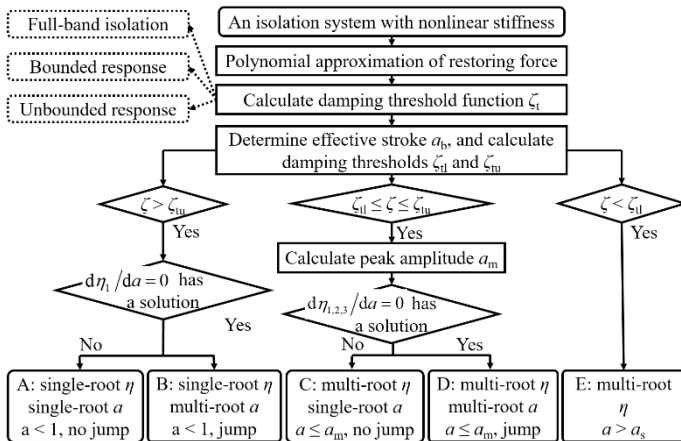 Full-band isolation
Bounded response
Unbounded response
An isolation system with nonlinear stiffness
Polynomial approximation of restoring force
Calculate damping threshold function ζt
Determine effective stroke ab, and calculate
damping thresholds ζtl and ζtu
ζ > ζtu
ζtl ≤ ζ ≤ ζtu
ζ < ζtl
Yes
Yes
Yes
Calculate peak amplitude am
dη1/da = 0 has
a solution
dη1,2,3/da = 0 has
a solution
No
Yes
No
Yes
A: single-root η
single-root a
a < 1, no jump
B: single-root η
multi-root a
a < 1, jump
C: multi-root η
single-root a
a ≤ am, no jump
D: multi-root η
multi-root a
a ≤ am, jump
E: multi-root
η
a > as